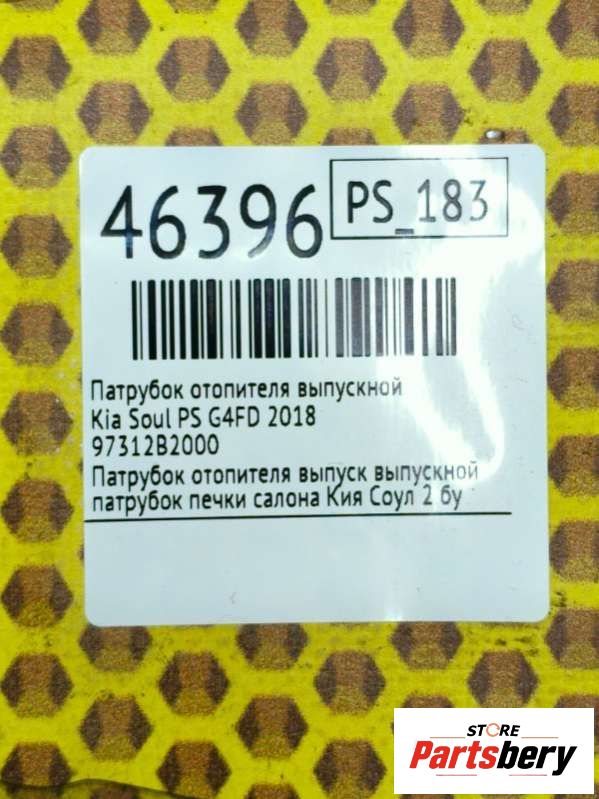 46396
PS_183
Патрубок отопителя выпускной
Kia Soul PS G4FD 2018
97312B2000
Патрубок отопителя выпуск выпускной
патрубок печки салона Кия Соул 2 бу
STORE
Partsbery